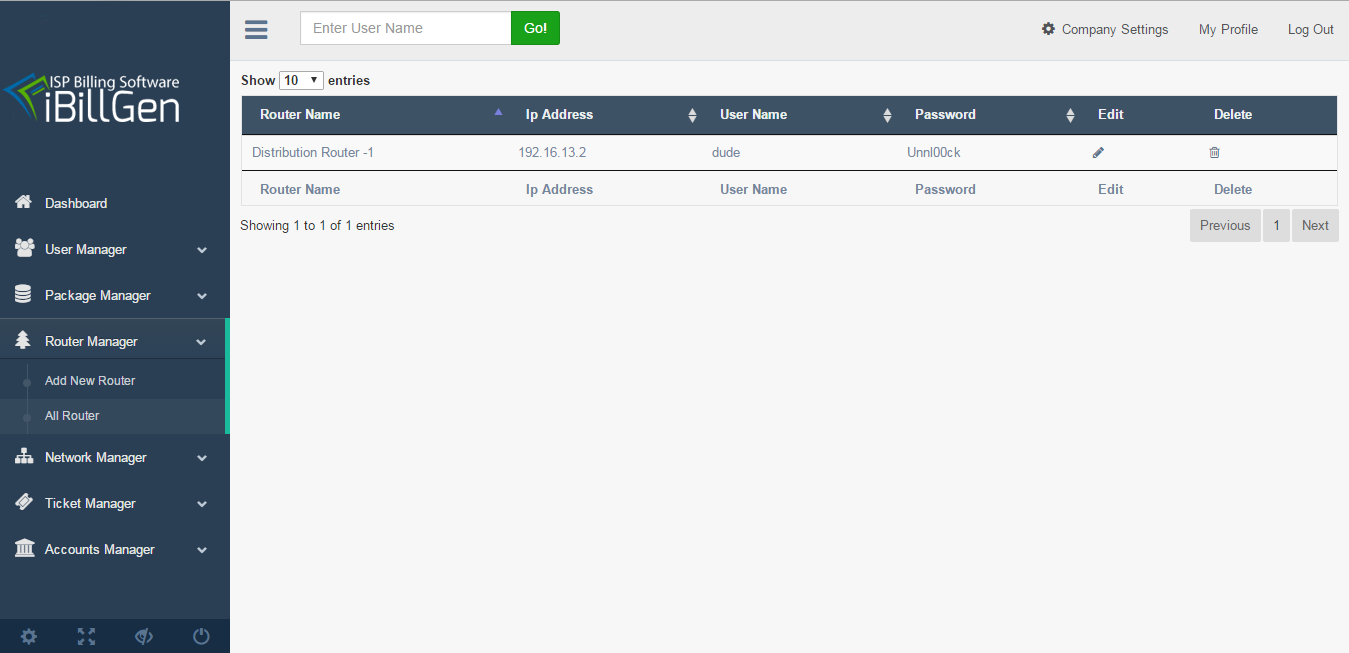 Enter User Name Go! Company Settings My Profile Log Out
ISP Billing Software
iBillGen
Dashboard
User Manager
Package Manager
Router Manager
Add New Router
All Router
Network Manager
Ticket Manager
Accounts Manager
Show 10 entries
Router Name Ip Address User Name Password Edit Delete
Distribution Router -1 192.16.13.2 dude Unnl00ck
Router Name Ip Address User Name Password Edit Delete
Showing 1 to 1 of 1 entries Previous 1 Next